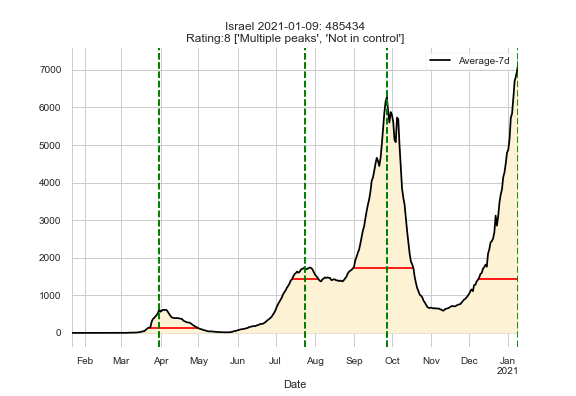 Israel 2021-01-09: 485434
Rating:8 ['Multiple peaks', 'Not in control']
Average-7d
7000
6000
5000
4000
3000
2000
1000
0
Feb Mar Apr May Jun Jul Aug Sep Oct Nov Dec Jan
2021
Date